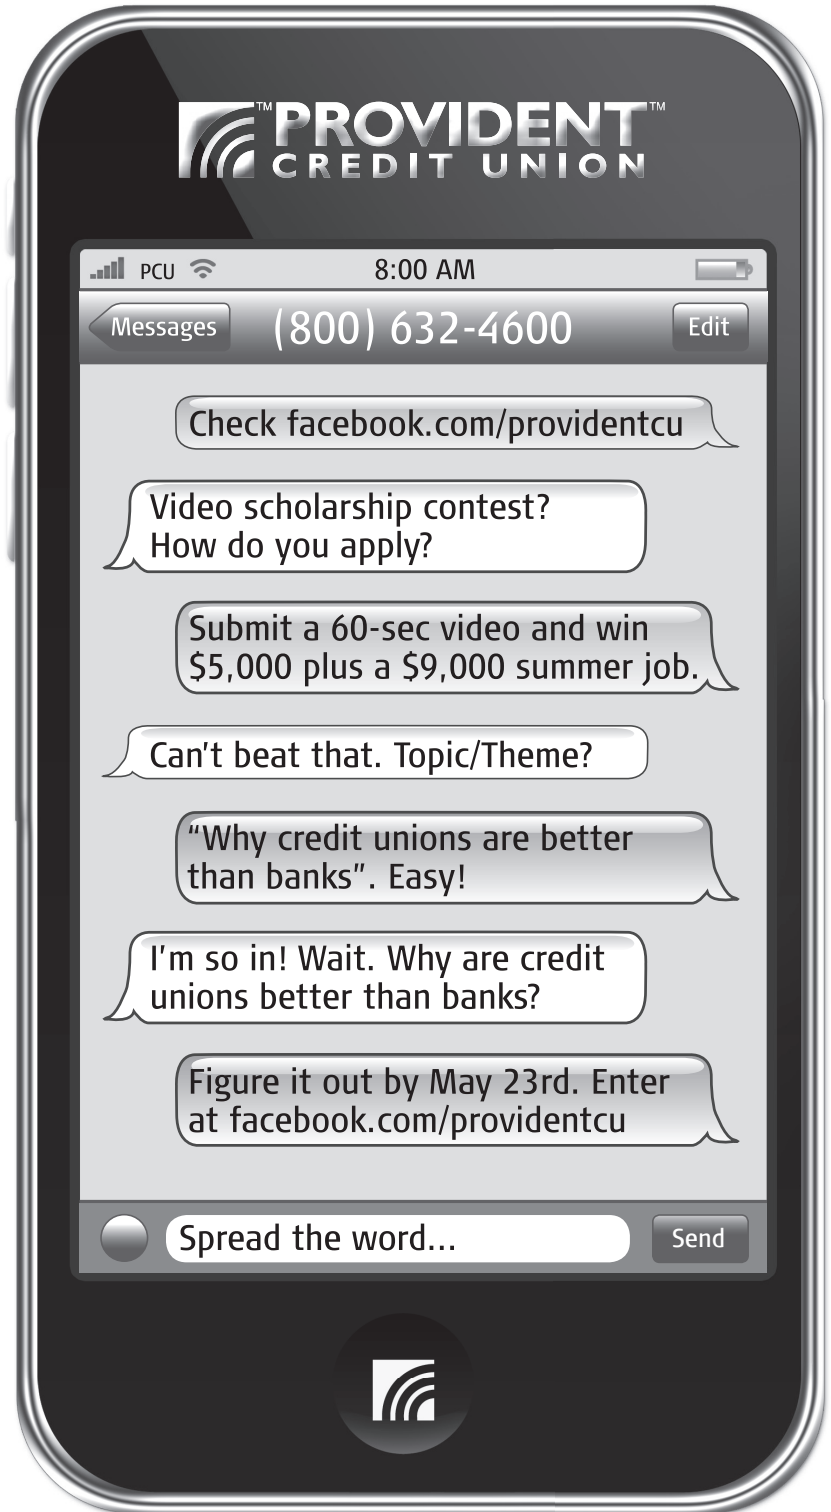 ™PROVIDENT™
CREDIT UNION
PCU 8:00 AM
Messages (800) 632-4600 Edit
Check facebook.com/providentcu
Video scholarship contest?
How do you apply?
Submit a 60-sec video and win
$5,000 plus a $9,000 summer job.
Can't beat that. Topic/Theme?
“Why credit unions are better
than banks”. Easy!
I'm so in! Wait. Why are credit
unions better than banks?
Figure it out by May 23rd. Enter
at facebook.com/providentcu
Spread the word... Send